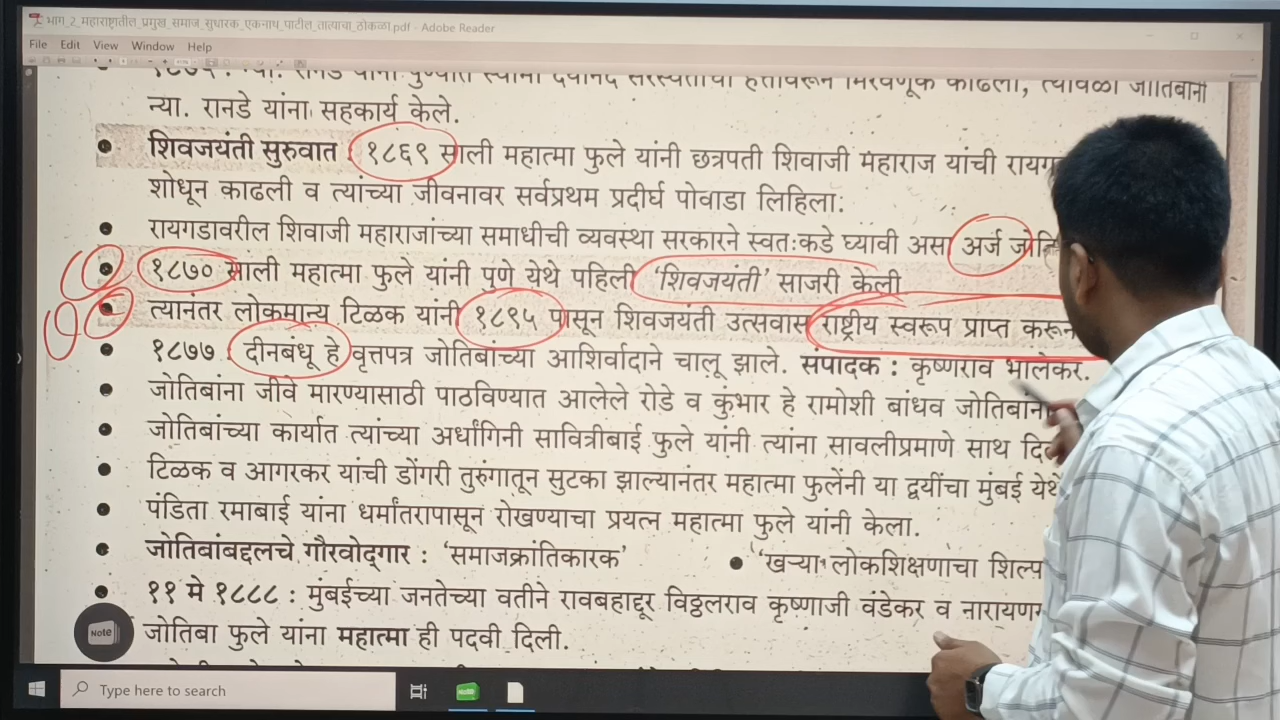 भाग_2_महाराष्ट्रातील_प्रमुख_समाज_सुधारक_एकनाथ_पाटील_तात्याचा_ठोकळा.pdf - Adobe Reader
File Edit View Window Help
न्या. रानडे यांना सहकार्य केले.
• शिवजयंती सुरुवात : १८६९ साली महात्मा फुले यांनी छत्रपती शिवाजी महाराज यांची
शोधून काढली व त्यांच्या जीवनावर सर्वप्रथम प्रदीर्घ पोवाडा लिहिला.
• रायगडावरील शिवाजी महाराजांच्या समाधीची व्यवस्था सरकारने स्वतःकडे घ्यावी असा अर्ज
• १८७० साली महात्मा फुले यांनी पुणे येथे पहिली 'शिवजयंती' साजरी केली
• त्यानंतर लोकमान्य टिळक यांनी १८९५ पासून शिवजयंती उत्सवास राष्ट्रीय स्वरूप प्राप्त करून
• १८७७ : दीनबंधू हे वृत्तपत्र जोतिबांच्या आशिर्वादाने चालू झाले. संपादक : कृष्णराव भालेकर.
• जोतिबांना जीवे मारण्यासाठी पाठविण्यात आलेले रोडे व कुंभार हे रामोशी बांधव
• जोतिबांच्या कार्यात त्यांच्या अर्धांगिनी सावित्रीबाई फुले यांनी त्यांना सावलीप्रमाणे साथ
• टिळक व आगरकर यांची डोंगरी तुरुंगातून सुटका झाल्यानंतर महात्मा फुलेंनी या द्वयींचा मुंबई येथे
• पंडिता रमाबाई यांना धर्मांतरापासून रोखण्याचा प्रयत्न महात्मा फुले यांनी केला.
• जोतिबांबद्दलचे गौरवोद्‌गार : 'समाजक्रांतिकारक' • 'खऱ्या लोकशिक्षणाचा
• ११ मे १८८८ : मुंबईच्या जनतेच्या वतीने रावबहाद्दूर विठ्ठलराव कृष्णाजी वंडेकर व
जोतिबा फुले यांना महात्मा ही पदवी दिली.
Note
Type here to search